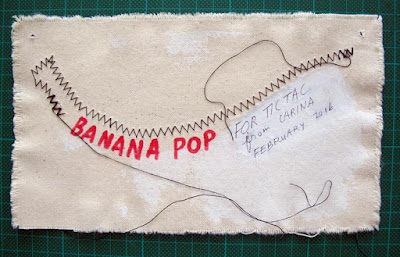 BANANA POP
FOR TICTAC
from CARINA
FEBRUARY 2016